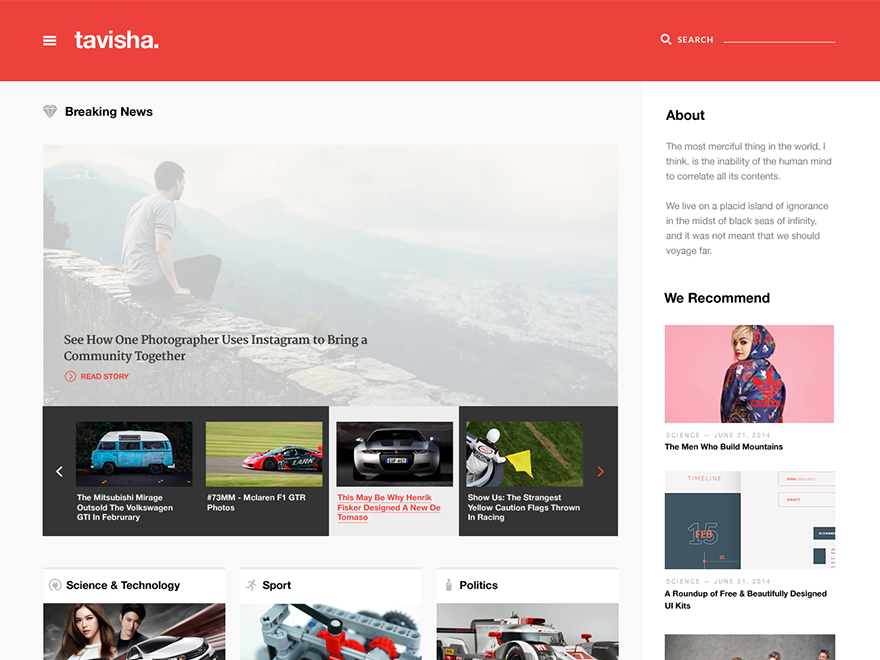 tavisha.
SEARCH
Breaking News
See How One Photographer Uses Instagram to Bring a
Community Together
READ STORY
The Mitsubishi Mirage
Outsold The Volkswagen
GTI In Februrary
#73MM - Mclaren F1 GTR
Photos
This May Be Why Henrik
Fisker Designed A New De
Tomaso
Show Us: The Strangest
Yellow Caution Flags Thrown
In Racing
Science & Technology
Sport
Politics
About
The most merciful thing in the world, I
think, is the inability of the human mind
to correlate all its contents.
We live on a placid island of ignorance
in the midst of black seas of infinity,
and it was not meant that we should
voyage far.
We Recommend
adidas
SCIENCE — JUNE 21, 2014
The Men Who Build Mountains
TIMELINE
15
FEB
SCIENCE — JUNE 21, 2014
A Roundup of Free & Beautifully Designed
UI Kits